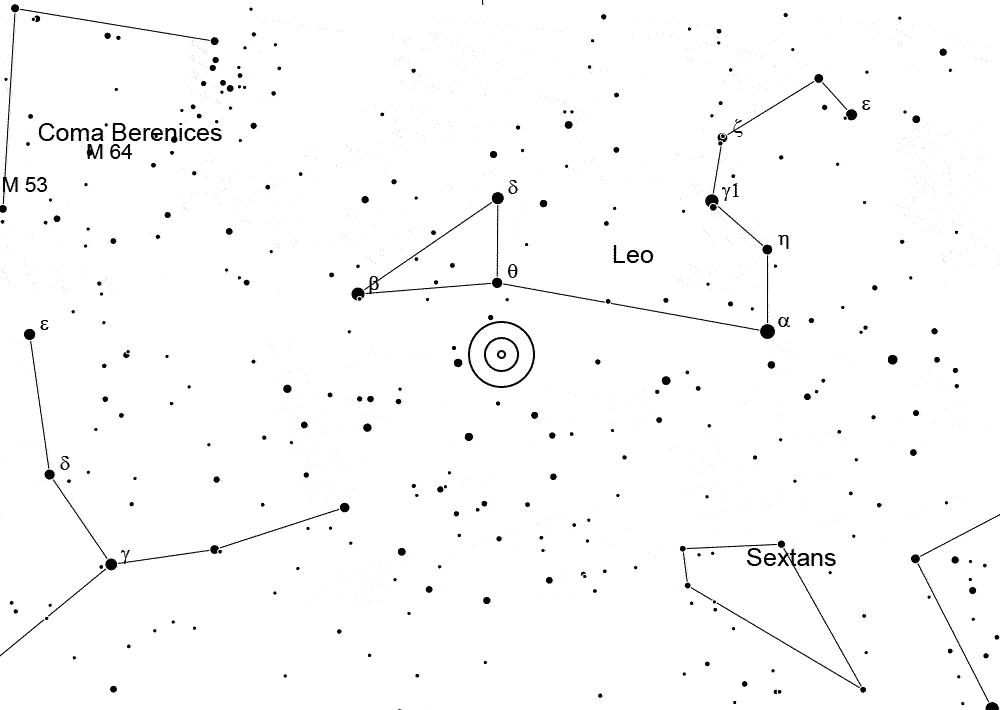 ε
ζ
Coma Berenices
M 64
M 53
δ
γ1
η
Leo
θ
β
α
ε
δ
γ
Sextans